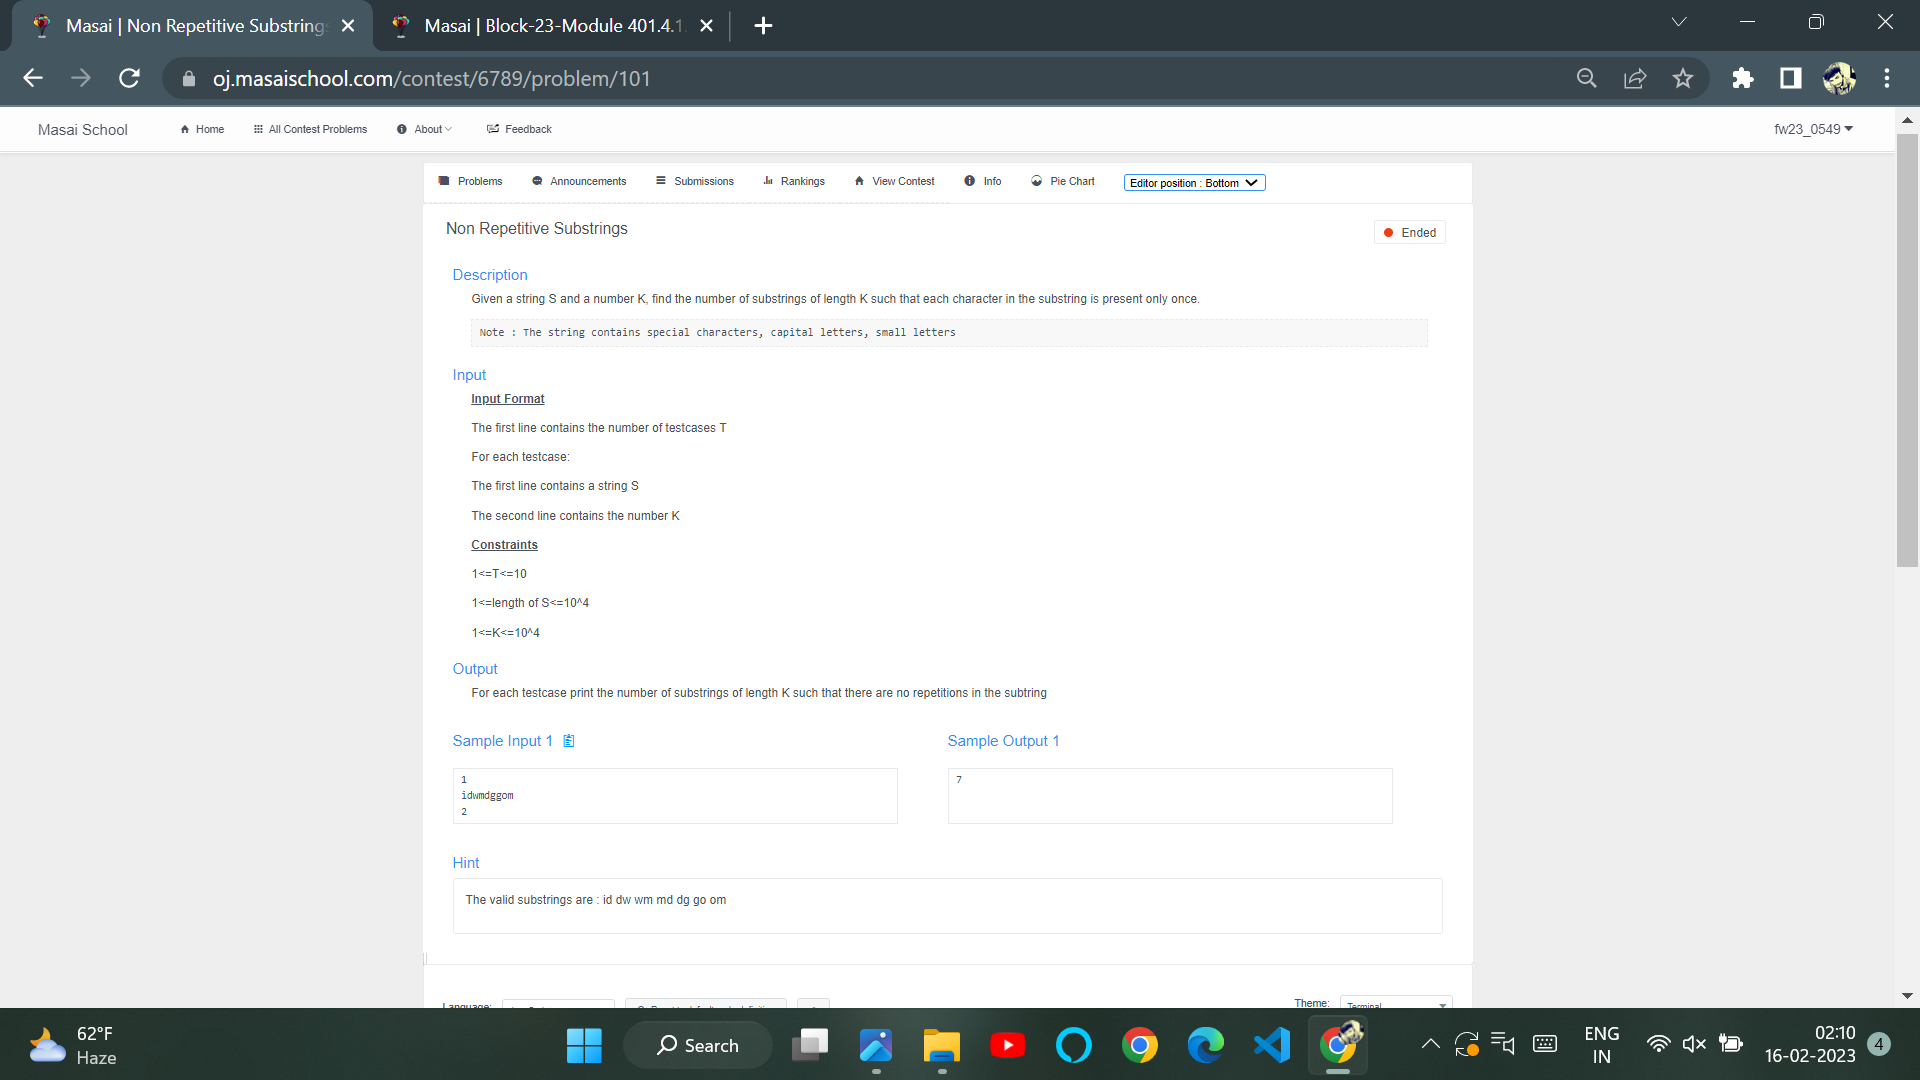 Masai | Non Repetitive Substrings
Masai | Block-23-Module 401.4.1
oj.masaischool.com/contest/6789/problem/101
Masai School
Home
All Contest Problems
About
Feedback
fw23_0549
Problems
Announcements
Submissions
Rankings
View Contest
Info
Pie Chart
Editor position : Bottom
Non Repetitive Substrings
Ended
Description
Given a string S and a number K, find the number of substrings of length K such that each character in the substring is present only once.
Note : The string contains special characters, capital letters, small letters
Input
Input Format
The first line contains the number of testcases T
For each testcase:
The first line contains a string S
The second line contains the number K
Constraints
1<=T<=10
1<=length of S<=10^4
1<=K<=10^4
Output
For each testcase print the number of substrings of length K such that there are no repetitions in the subtring
Sample Input 1
Sample Output 1
1
idwmdggom
2
7
Hint
The valid substrings are : id dw wm md dg go om
Language:
Theme:
Terminal
62°F
Haze
Search
ENG
IN
02:10
16-02-2023
4